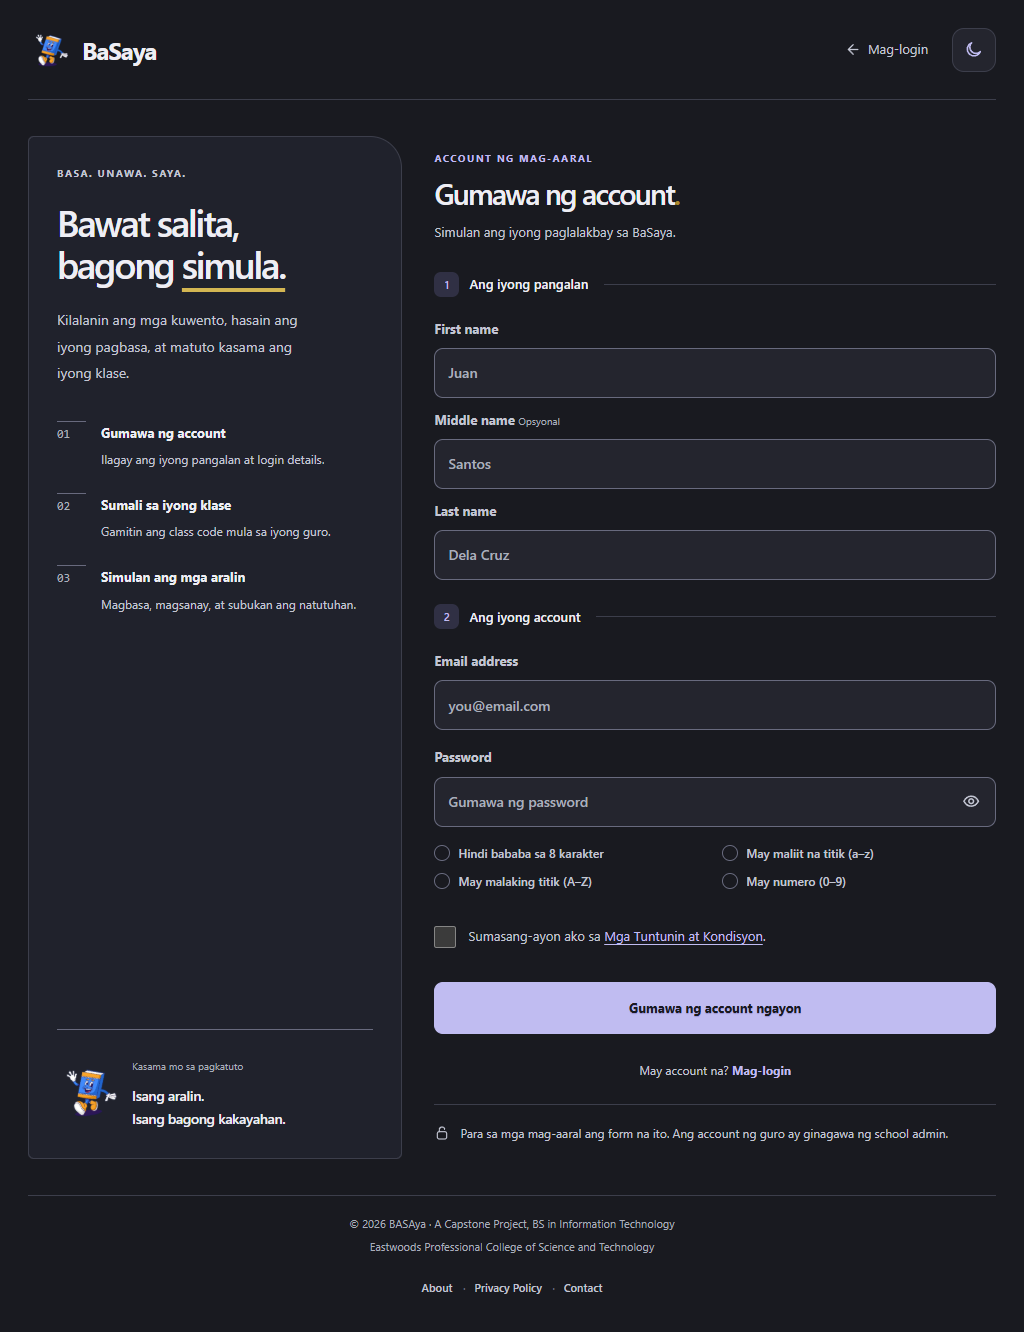 BaSaya
Mag-login
BASA. UNAWA. SAYA.
Bawat salita,
bagong simula.
Kilalanin ang mga kuwento, hasain ang
iyong pagbasa, at matuto kasama ang
iyong klase.
01
Gumawa ng account
Ilagay ang iyong pangalan at login details.
02
Sumali sa iyong klase
Gamitin ang class code mula sa iyong guro.
03
Simulan ang mga aralin
Magbasa, magsanay, at subukan ang natutuhan.
Kasama mo sa pagkatuto
Isang aralin.
Isang bagong kakayahan.
ACCOUNT NG MAG-AARAL
Gumawa ng account.
Simulan ang iyong paglalakbay sa BaSaya.
1 Ang iyong pangalan
First name
Juan
Middle name Opsyonal
Santos
Last name
Dela Cruz
2 Ang iyong account
Email address
you@email.com
Password
Gumawa ng password
Hindi bababa sa 8 karakter
May maliit na titik (a–z)
May malaking titik (A–Z)
May numero (0–9)
Sumasang-ayon ako sa Mga Tuntunin at Kondisyon.
Gumawa ng account ngayon
May account na? Mag-login
Para sa mga mag-aaral ang form na ito. Ang account ng guro ay ginagawa ng school admin.
© 2026 BASAya · A Capstone Project, BS in Information Technology
Eastwoods Professional College of Science and Technology
About · Privacy Policy · Contact